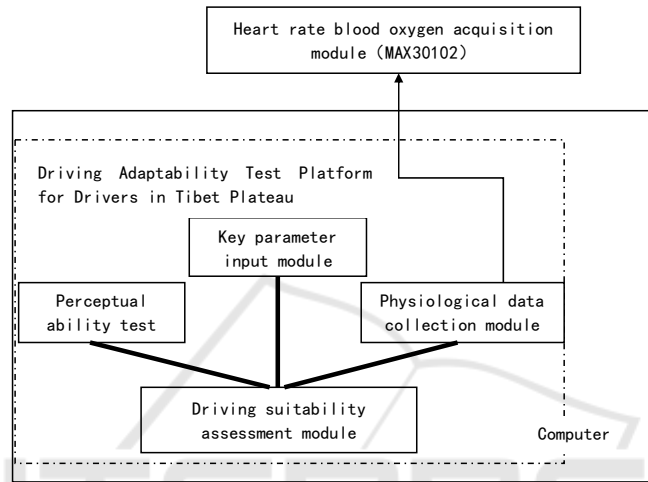 Heart rate blood oxygen acquisition
module（MAX30102）
Driving Adaptability Test Platform
for Drivers in Tibet Plateau
Key parameter
input module
Perceptual
ability test
Physiological data
collection module
Driving suitability
assessment module
Computer